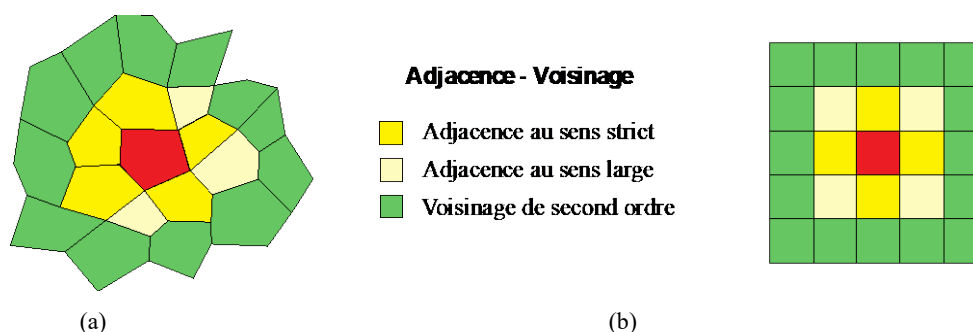 Adjacence - Voisinage
Adjacence au sens strict
Adjacence au sens large
Voisinage de second ordre
(a)
(b)